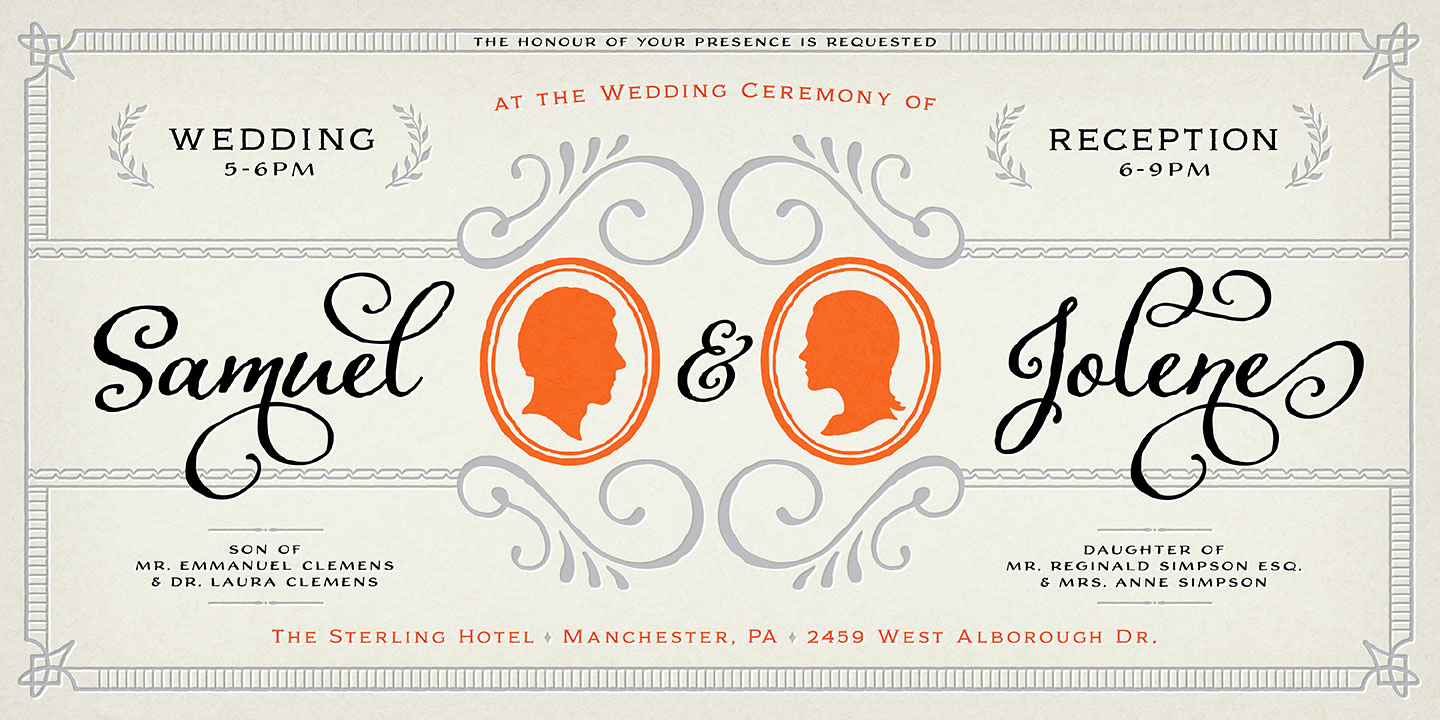 THE HONOUR OF YOUR PRESENCE IS REQUESTED
AT THE WEDDING CEREMONY OF
WEDDING
5-6PM
RECEPTION
6-9PM
Samuel & Jolene
SON OF
MR. EMMANUEL CLEMENS
& DR. LAURA CLEMENS
DAUGHTER OF
MR. REGINALD SIMPSON ESQ.
& MRS. ANNE SIMPSON
THE STERLING HOTEL ♦ MANCHESTER, PA ♦ 2459 WEST ALBOROUGH DR.